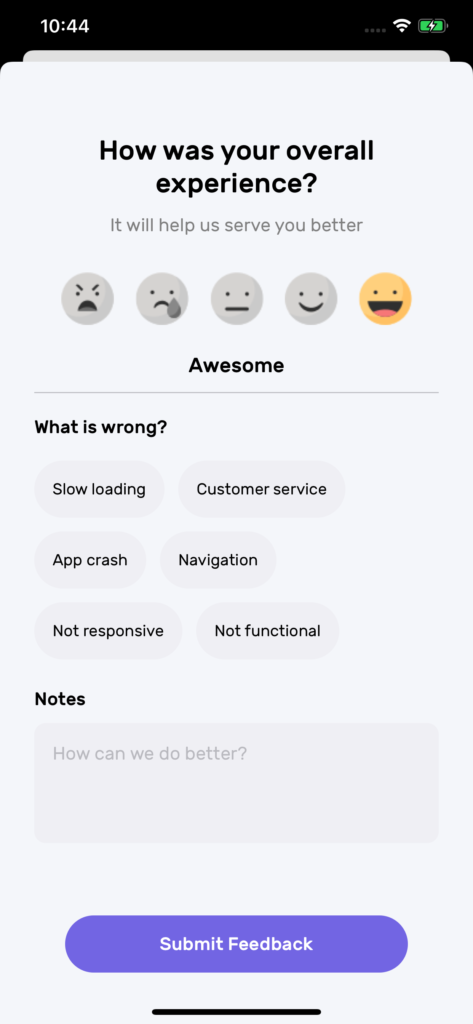 10:44
How was your overall
experience?
It will help us serve you better
Awesome
What is wrong?
Slow loading
Customer service
App crash
Navigation
Not responsive
Not functional
Notes
How can we do better?
Submit Feedback